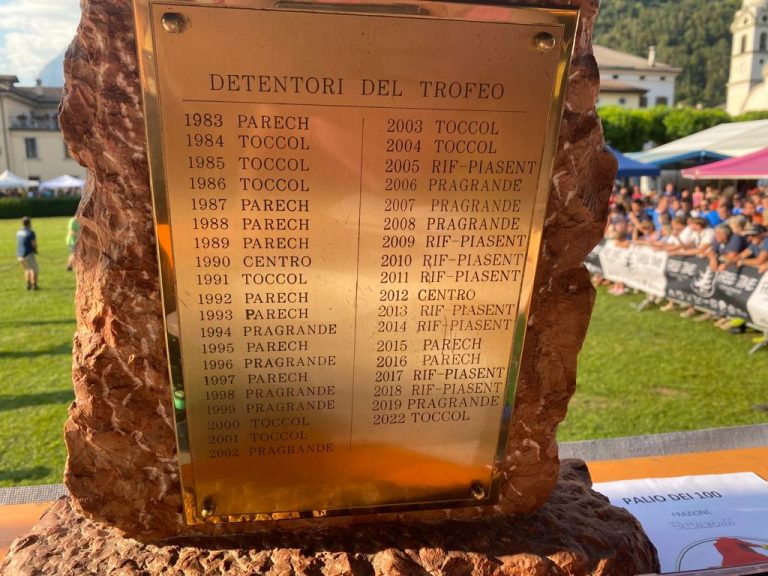 DETENTORI DEL TROFEO
1983 PARECH
1984 TOCCOL
1985 TOCCOL
1986 TOCCOL
1987 PARECH
1988 PARECH
1989 PARECH
1990 CENTRO
1991 TOCCOL
1992 PARECH
1993 PARECH
1994 PRAGRANDE
1995 PARECH
1996 PRAGRANDE
1997 PARECH
1998 PRAGRANDE
1999 PRAGRANDE
2000 TOCCOL
2001 TOCCOL
2002 PRAGRANDE
2003 TOCCOL
2004 TOCCOL
2005 RIF-PIASENT
2006 PRAGRANDE
2007 PRAGRANDE
2008 PRAGRANDE
2009 RIF-PIASENT
2010 RIF-PIASENT
2011 RIF-PIASENT
2012 CENTRO
2013 RIF-PIASENT
2014 RIF-PIASENT
2015 PARECH
2016 PARECH
2017 RIF-PIASENT
2018 RIF-PIASENT
2019 PRAGRANDE
2022 TOCCOL
PALIO DEI 100
FRAZIONE